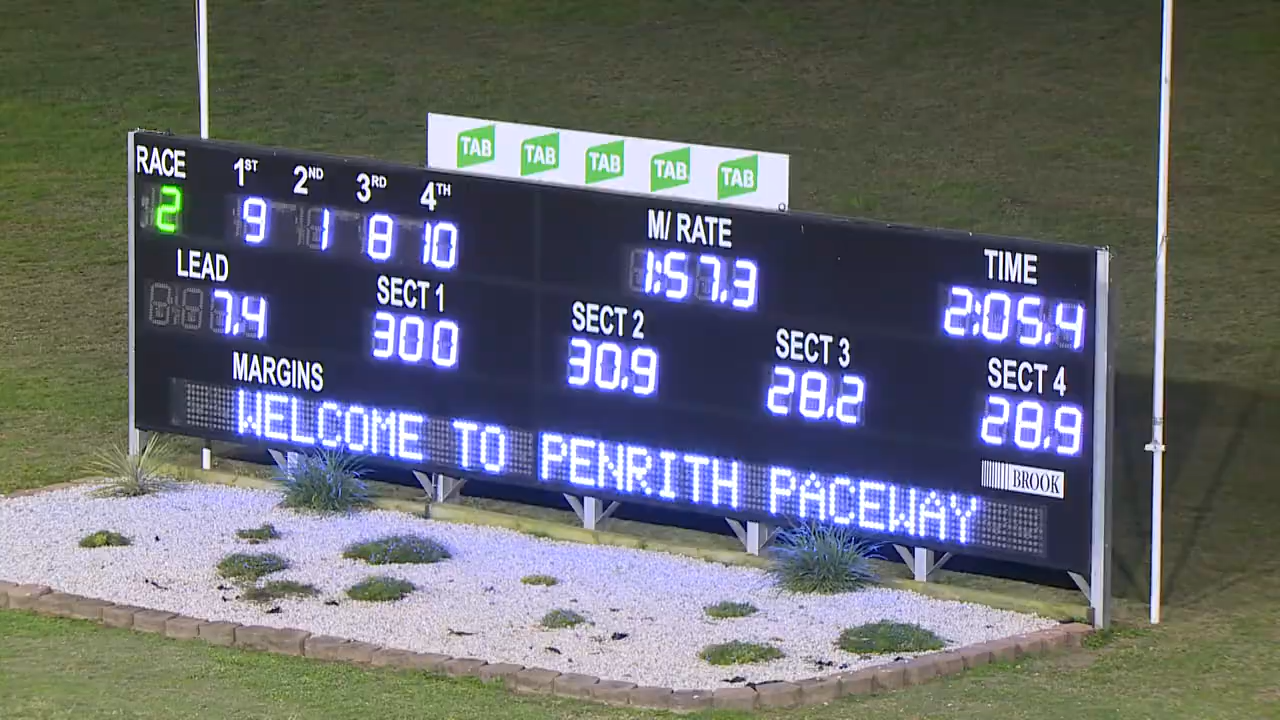 TAB TAB TAB TAB TAB
RACE 1ST 2ND 3RD 4TH M/ RATE TIME
2 9 1 8 10 1:57.3 2:05.4
LEAD SECT 1 SECT 2 SECT 3 SECT 4
7.4 300 30.9 28.2 28.9
MARGINS
WELCOME TO PENRITH PACEWAY
BROOK